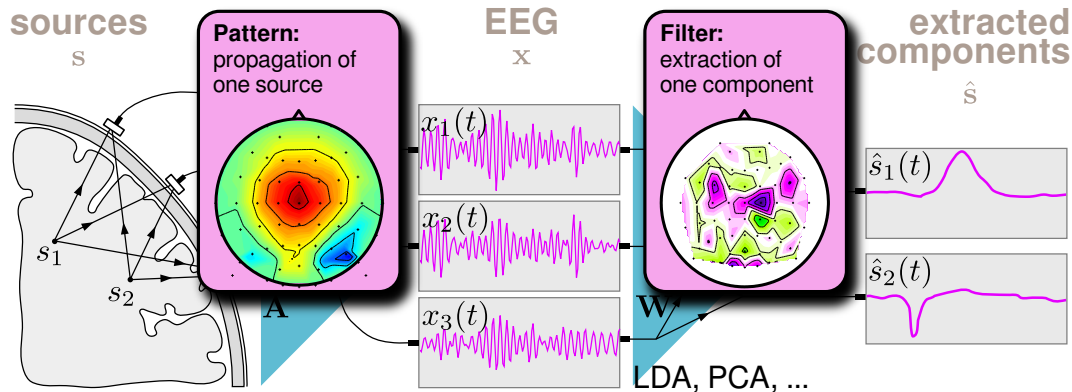 sources
s
Pattern:
propagation of
one source
EEG
x
Filter:
extraction of
one component
extracted
components
ŝ
s₁
s₂
A
x₁(t)
x₂(t)
x₃(t)
W
LDA, PCA, ...
ŝ₁(t)
ŝ₂(t)